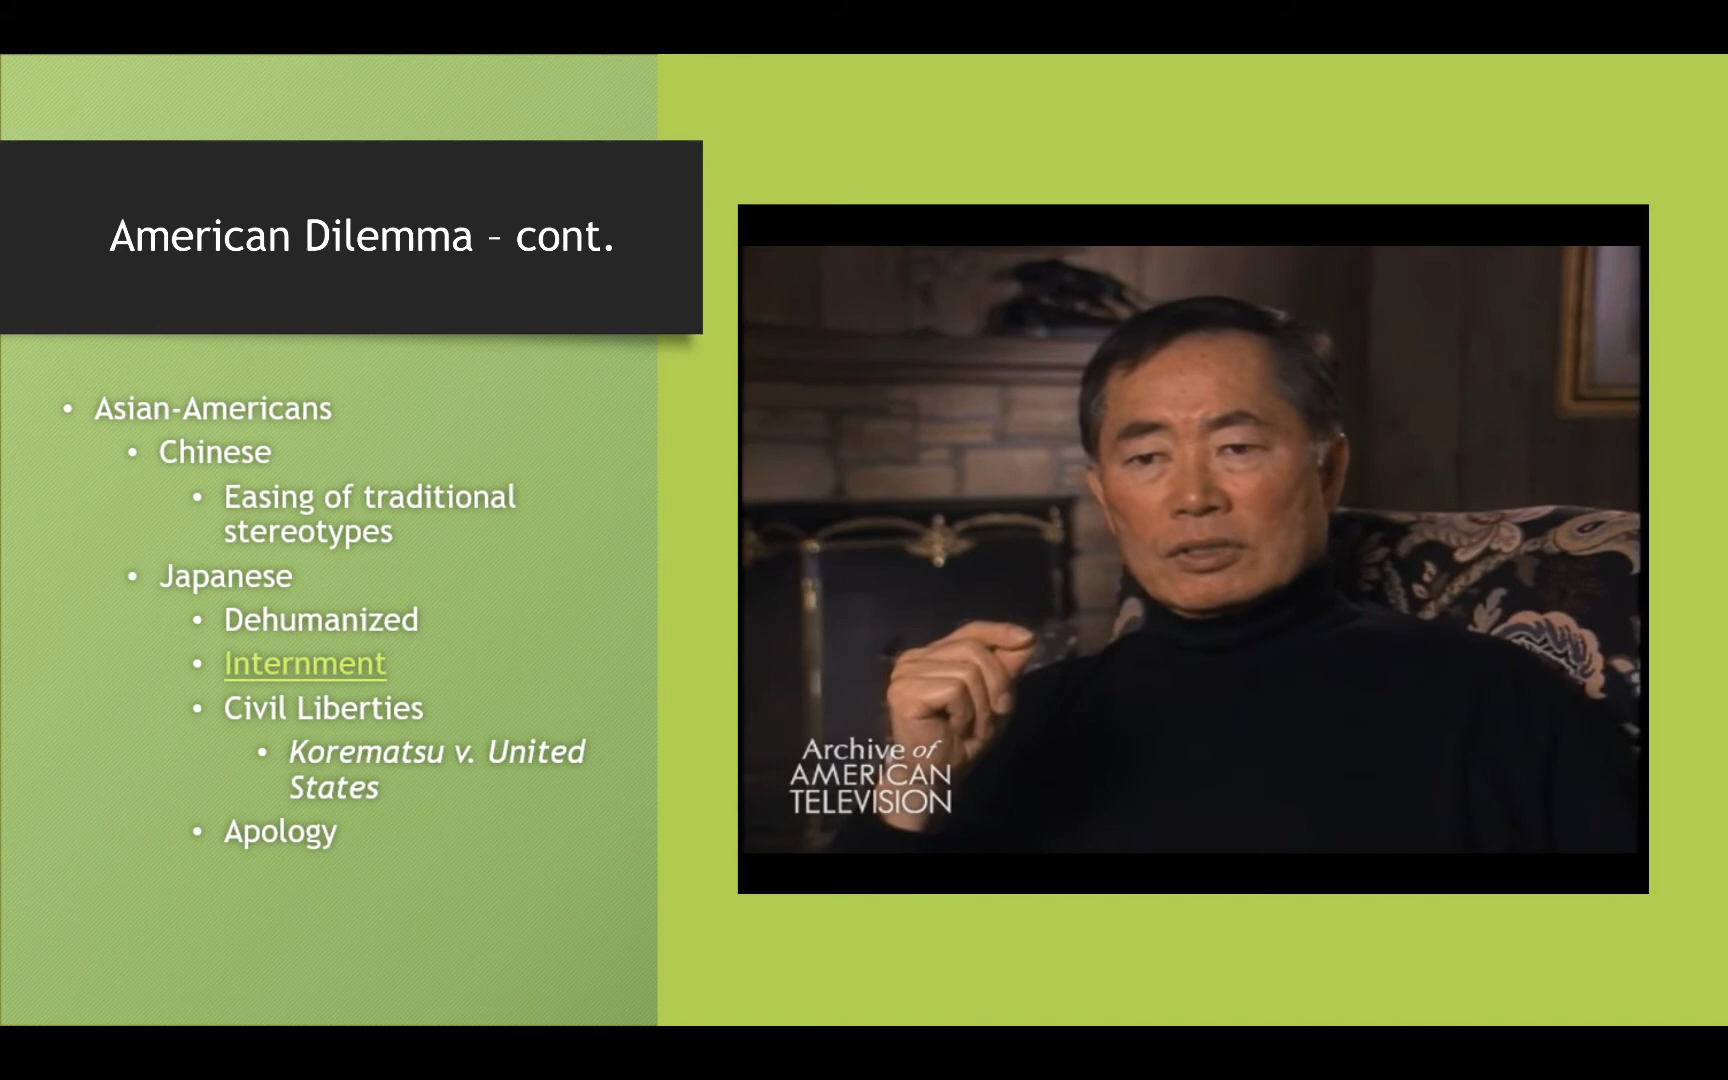 American Dilemma – cont.
• Asian-Americans
• Chinese
• Easing of traditional
stereotypes
• Japanese
• Dehumanized
• Internment
• Civil Liberties
• Korematsu v. United
States
• Apology
Archive of
AMERICAN
TELEVISION